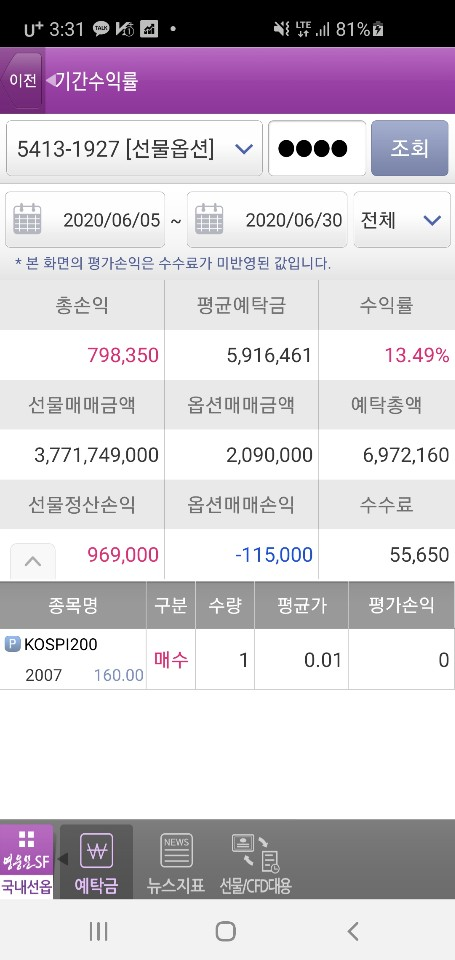 U+ 3:31 TALK LTE 81%
이전 기간수익률
5413-1927 [선물옵션] ●●●● 조회
2020/06/05 ~ 2020/06/30 전체
* 본 화면의 평가손익은 수수료가 미반영된 값입니다.
총손익 평균예탁금 수익률
798,350 5,916,461 13.49%
선물매매금액 옵션매매금액 예탁총액
3,771,749,000 2,090,000 6,972,160
선물정산손익 옵션매매손익 수수료
969,000 -115,000 55,650
종목명 구분 수량 평균가 평가손익
P KOSPI200 매수 1 0.01 0
2007 160.00
NEWS
영웅문SF
국내선옵 예탁금 뉴스지표 선물/CFD대용